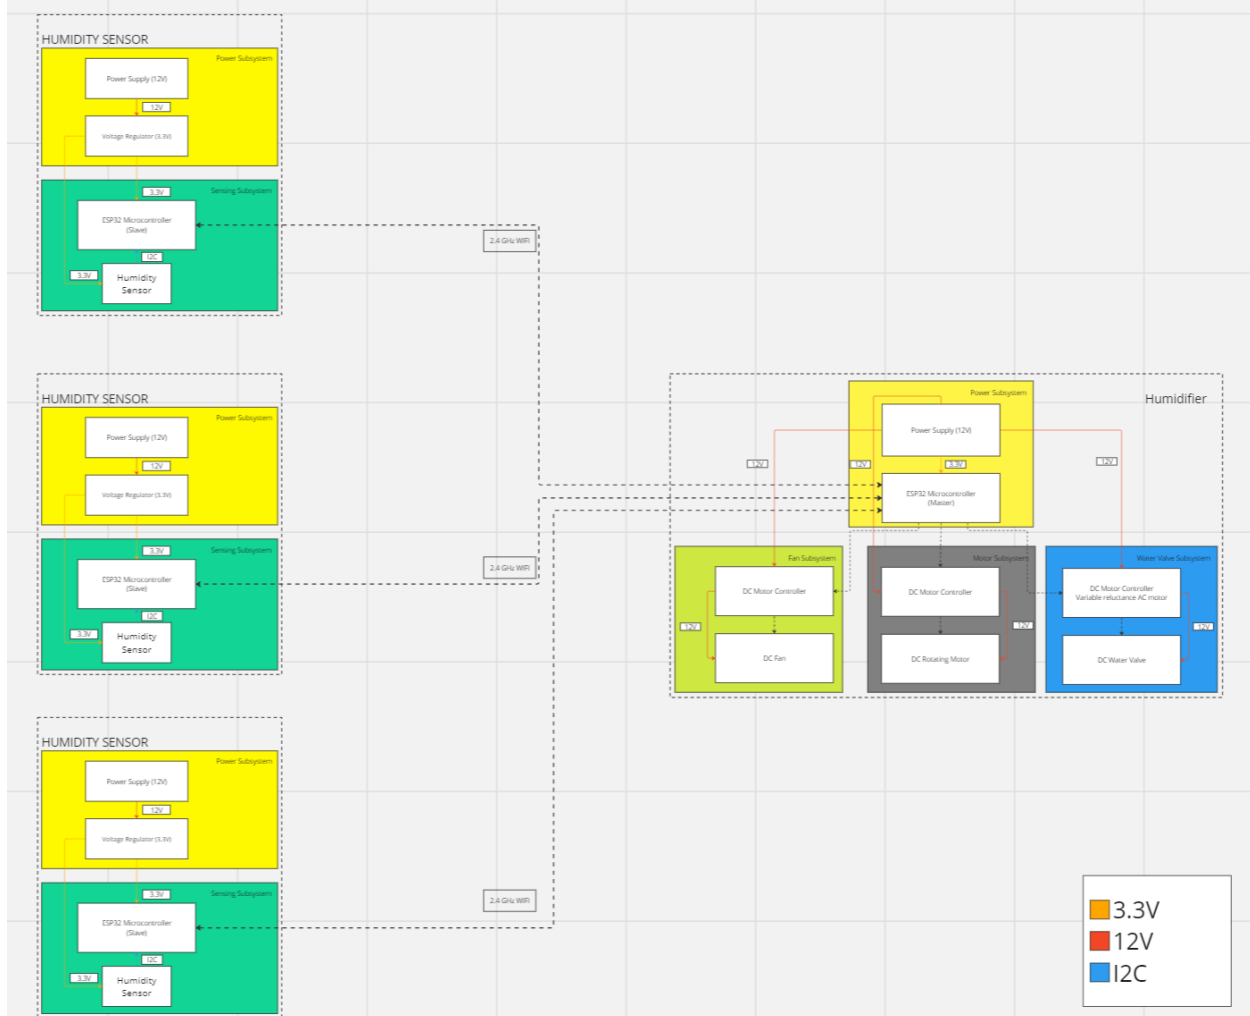 HUMIDITY SENSOR
Power Subsystem
Power Supply (12V)
12V
Voltage Regulator (3.3V)
Sensing Subsystem
3.3V
ESP32 Microcontroller
(Slave)
I2C
3.3V
Humidity
Sensor
2.4 GHz WIFI
HUMIDITY SENSOR
Power Subsystem
Power Supply (12V)
12V
Voltage Regulator (3.3V)
Sensing Subsystem
3.3V
ESP32 Microcontroller
(Slave)
I2C
3.3V
Humidity
Sensor
2.4 GHz WIFI
HUMIDITY SENSOR
Power Subsystem
Power Supply (12V)
12V
Voltage Regulator (3.3V)
Sensing Subsystem
3.3V
ESP32 Microcontroller
(Slave)
I2C
3.3V
Humidity
Sensor
2.4 GHz WIFI
Humidifier
Power Subsystem
Power Supply (12V)
12V
12V
3.3V
12V
ESP32 Microcontroller
(Master)
Fan Subsystem
DC Motor Controller
12V
DC Fan
Motor Subsystem
DC Motor Controller
12V
DC Rotating Motor
Water Valve Subsystem
DC Motor Controller
Variable reluctance AC motor
12V
DC Water Valve
3.3V
12V
I2C